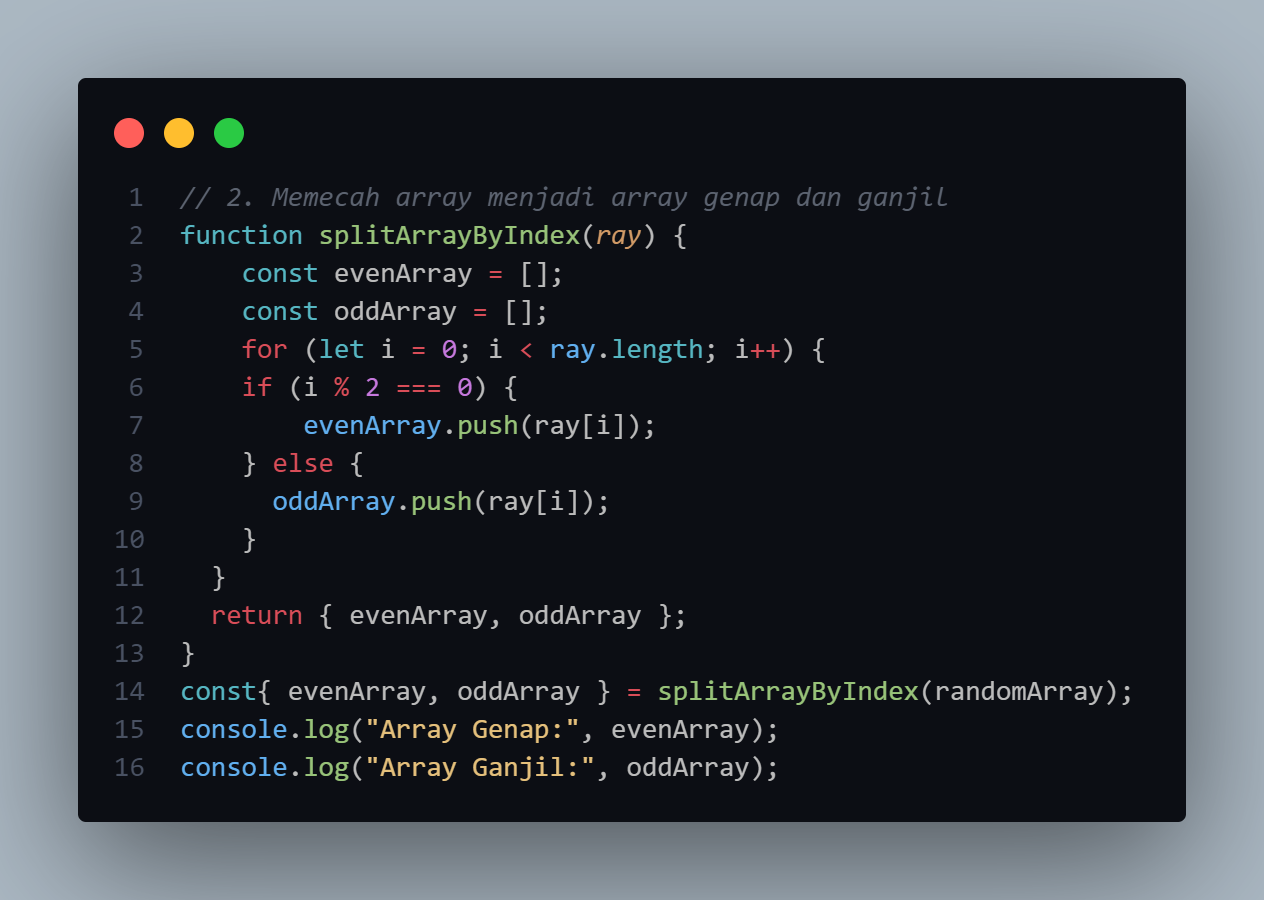 1 // 2. Memecah array menjadi array genap dan ganjil
2 function splitArrayByIndex(ray) {
3     const evenArray = [];
4     const oddArray = [];
5     for (let i = 0; i < ray.length; i++) {
6     if (i % 2 === 0) {
7         evenArray.push(ray[i]);
8     } else {
9       oddArray.push(ray[i]);
10     }
11   }
12   return { evenArray, oddArray };
13 }
14 const{ evenArray, oddArray } = splitArrayByIndex(randomArray);
15 console.log("Array Genap:", evenArray);
16 console.log("Array Ganjil:", oddArray);